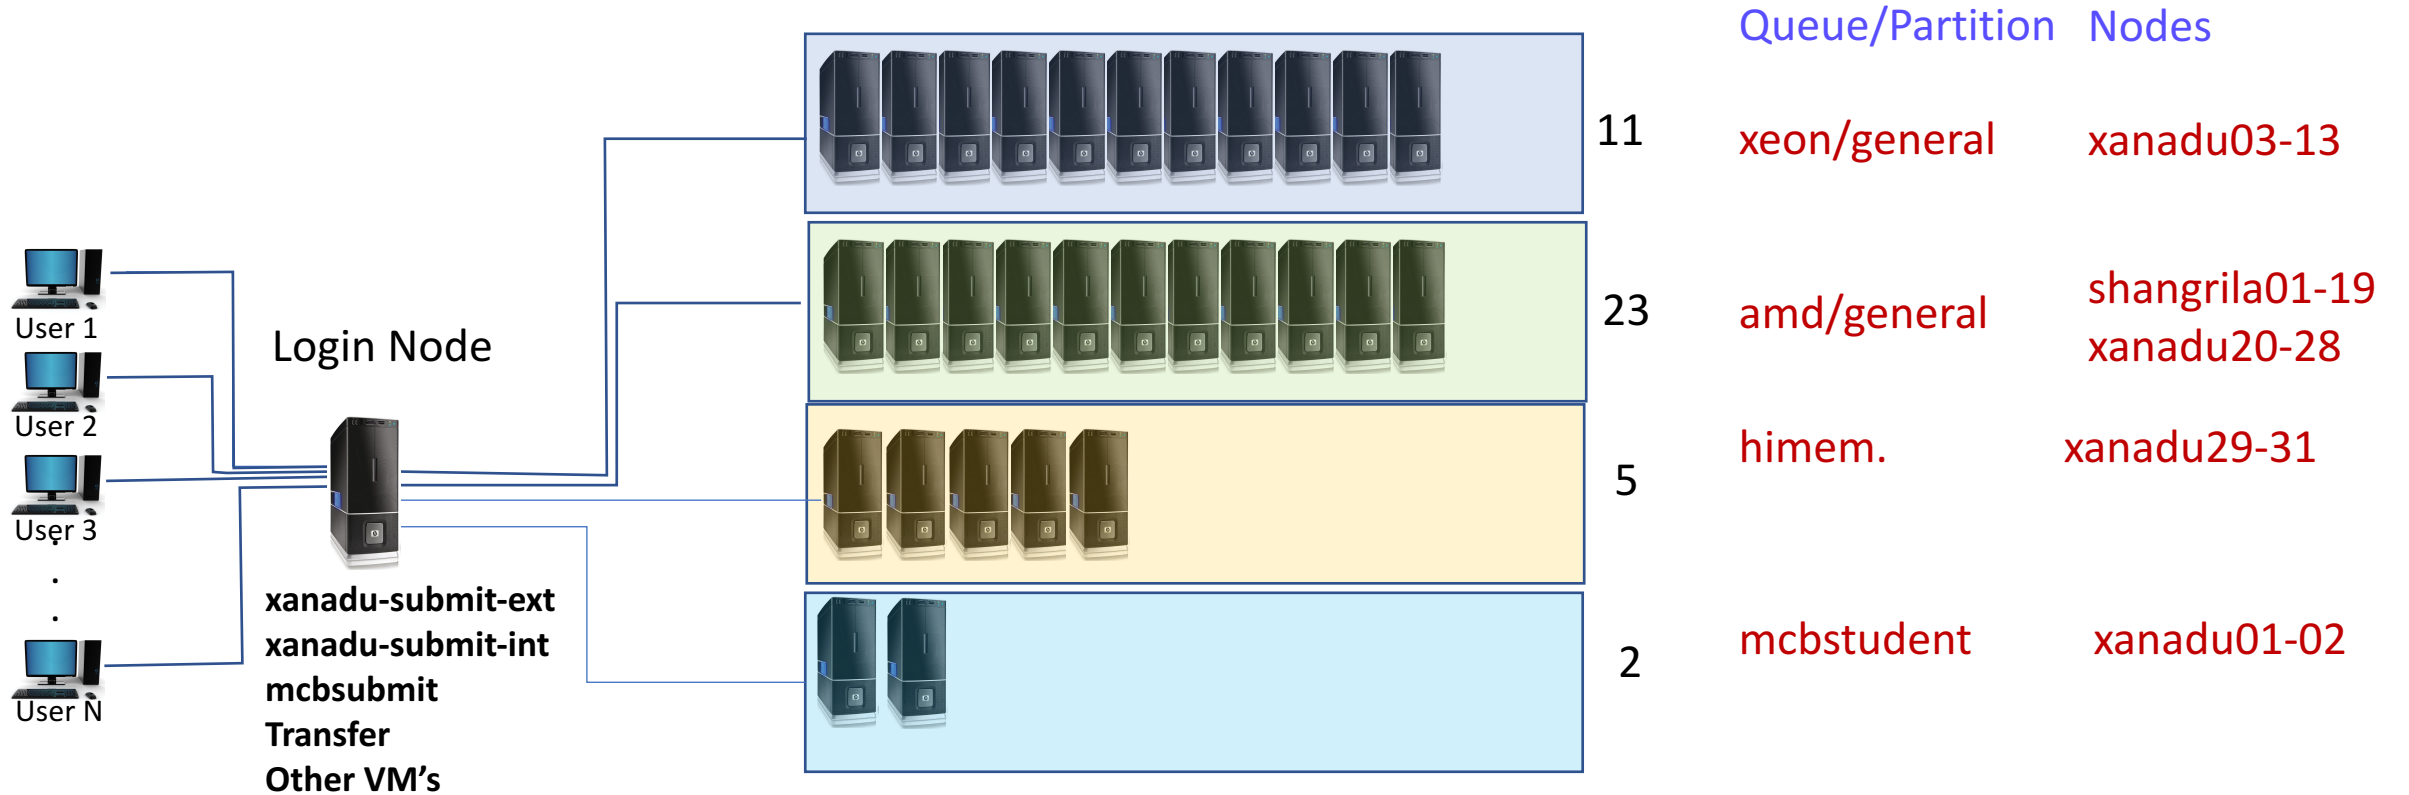 Queue/Partition Nodes
11 xeon/general xanadu03-13
23 amd/general shangrila01-19
xanadu20-28
5 himem. xanadu29-31
2 mcbstudent xanadu01-02
User 1
User 2
User 3
.
.
.
User N
Login Node
xanadu-submit-ext
xanadu-submit-int
mcbsubmit
Transfer
Other VM’s